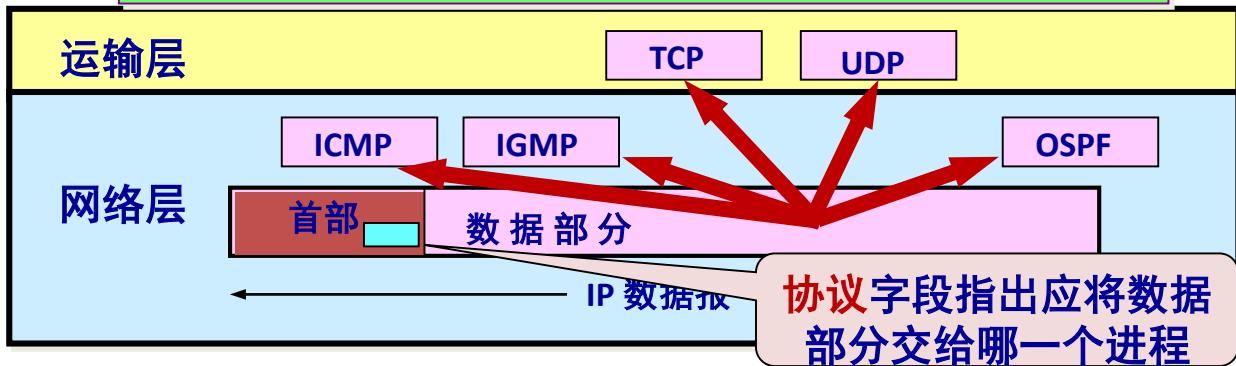 运输层
TCP
UDP
ICMP
IGMP
OSPF
网络层
首部
数 据 部 分
IP 数据报
协议字段指出应将数据
部分交给哪一个进程